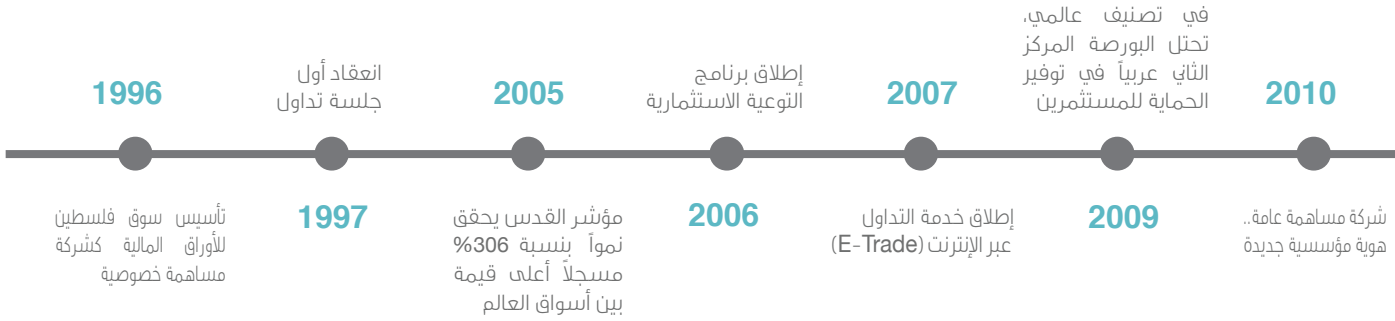 1996
تأسيس سوق فلسطين
للأوراق المالية كشركة
مساهمة خصوصية
انعقاد أول
جلسة تداول
1997
2005
مؤشر القدس يحقق
نمواً بنسبة 306%
مسجلاً أعلى قيمة
بين أسواق العالم
إطلاق برنامج
التوعية الاستثمارية
2006
2007
إطلاق خدمة التداول
عبر الإنترنت (E-Trade)
في تصنيف عالمي،
تحتل البورصة المركز
الثاني عربياً في توفير
الحماية للمستثمرين
2009
2010
شركة مساهمة عامة..
هوية مؤسسية جديدة